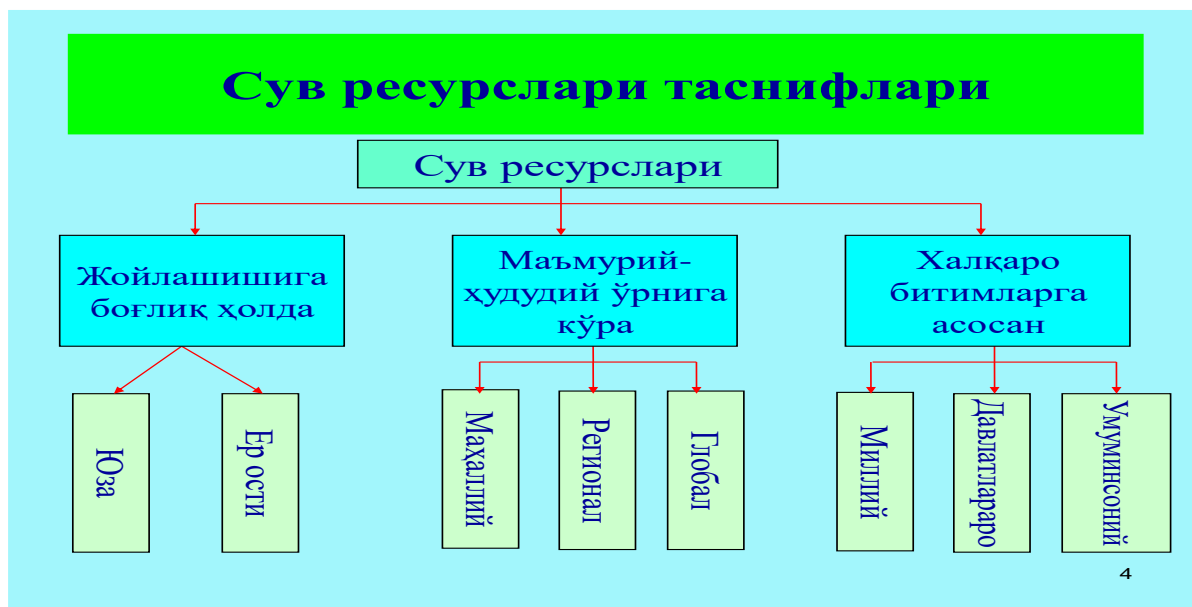 Сув ресурслари таснифлари
Сув ресурслари
Жойлашишига
боғлиқ ҳолда
Маъмурий-
ҳудудий ўрнига
кўра
Халқаро
битимларга
асосан
Юза
Ер ости
Маҳаллий
Регионал
Глобал
Миллий
Давлатлараро
Умуминсоний
4